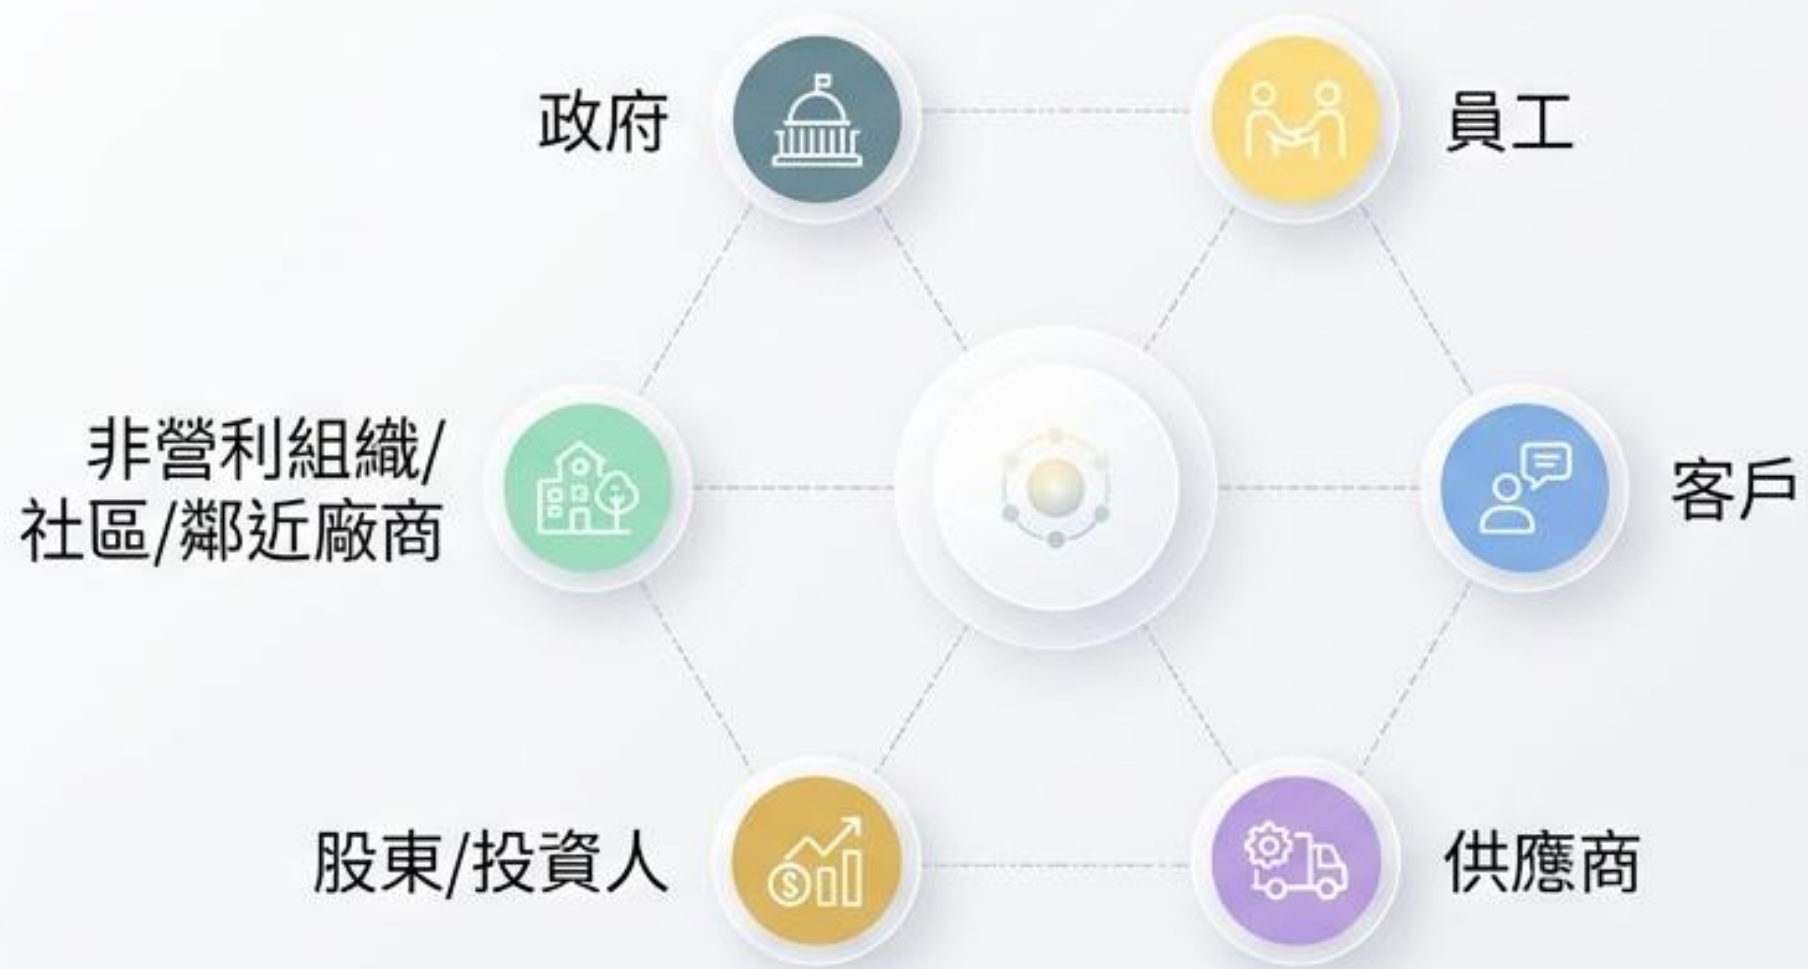 政府
員工
非營利組織/
社區/鄰近廠商
客戶
股東/投資人
供應商